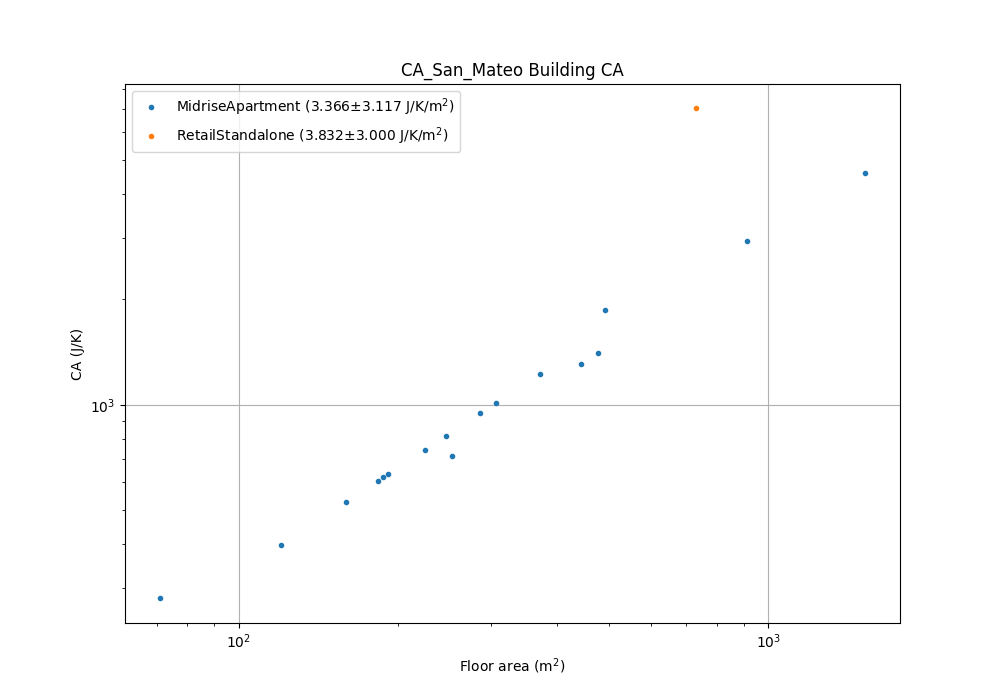 CA_San_Mateo Building CA
MidriseApartment (3.366±3.117 J/K/m²)
RetailStandalone (3.832±3.000 J/K/m²)
CA (J/K)
10³
10² 10³
Floor area (m²)